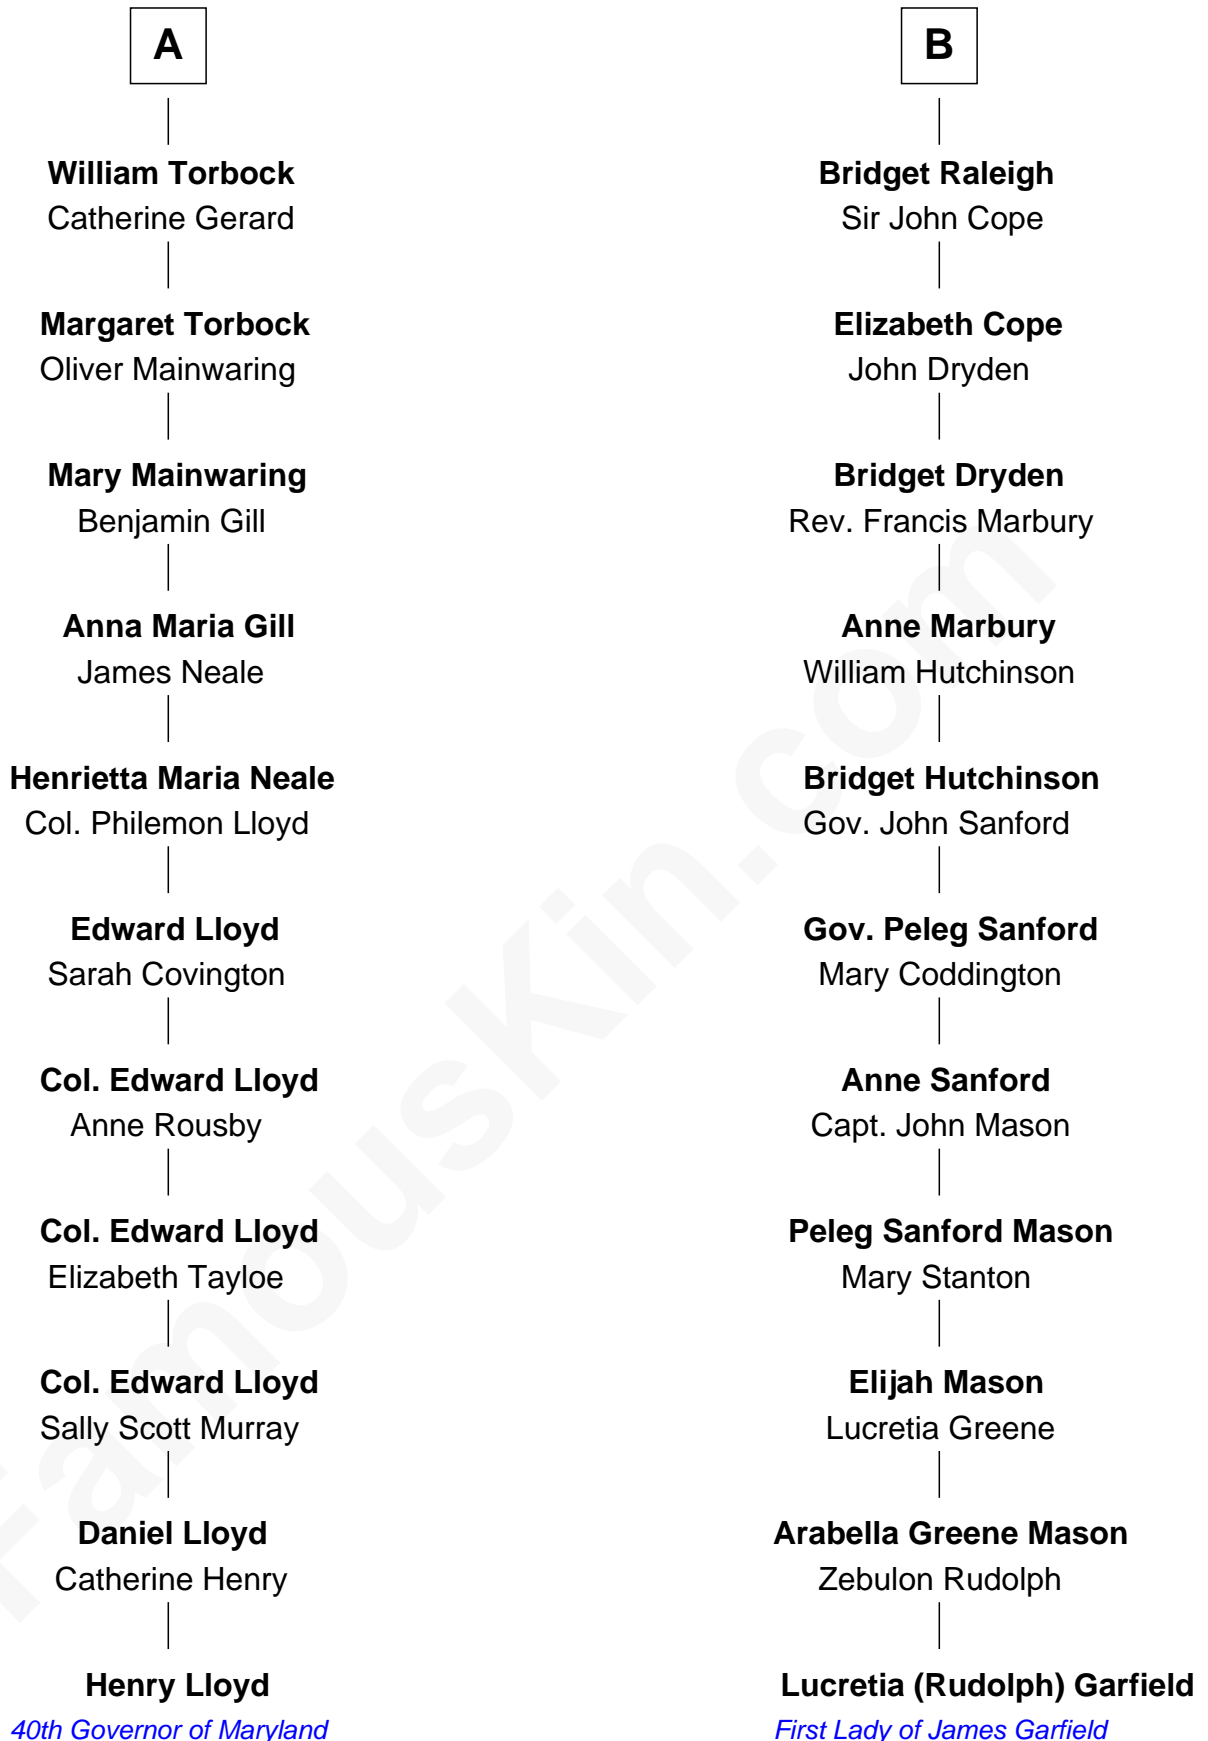 A
William Torbock
Catherine Gerard
Margaret Torbock
Oliver Mainwaring
Mary Mainwaring
Benjamin Gill
Anna Maria Gill
James Neale
Henrietta Maria Neale
Col. Philemon Lloyd
Edward Lloyd
Sarah Covington
Col. Edward Lloyd
Anne Rousby
Col. Edward Lloyd
Elizabeth Tayloe
Col. Edward Lloyd
Sally Scott Murray
Daniel Lloyd
Catherine Henry
Henry Lloyd
40th Governor of Maryland
B
Bridget Raleigh
Sir John Cope
Elizabeth Cope
John Dryden
Bridget Dryden
Rev. Francis Marbury
Anne Marbury
William Hutchinson
Bridget Hutchinson
Gov. John Sanford
Gov. Peleg Sanford
Mary Coddington
Anne Sanford
Capt. John Mason
Peleg Sanford Mason
Mary Stanton
Elijah Mason
Lucretia Greene
Arabella Greene Mason
Zebulon Rudolph
Lucretia (Rudolph) Garfield
First Lady of James Garfield
FamousKin.com